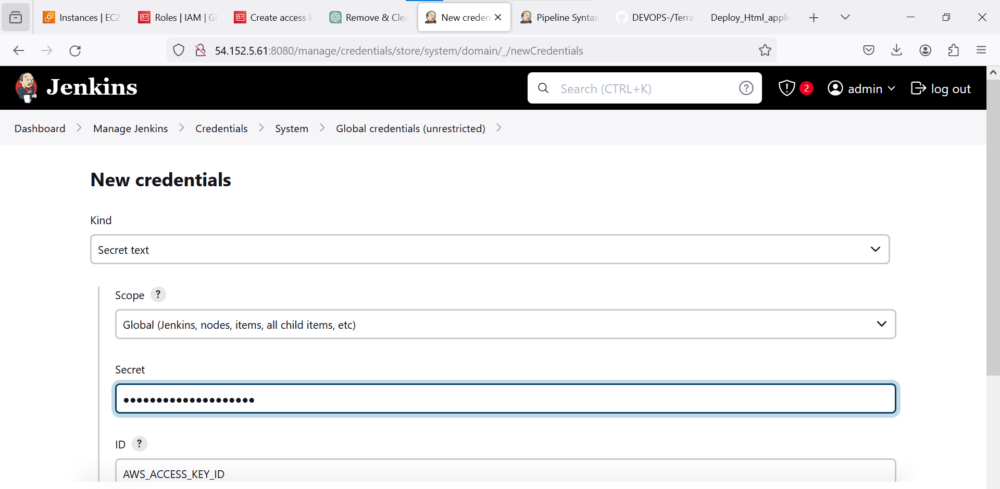 Instances | EC2
Roles | IAM | Gl
Create access k
Remove & Clea
New creden
Pipeline Syntax
DEVOPS-/Terra
Deploy_Html_appli
54.152.5.61:8080/manage/credentials/store/system/domain/_/newCredentials
Jenkins
Search (CTRL+K)
?
2
admin
log out
Dashboard
Manage Jenkins
Credentials
System
Global credentials (unrestricted)
New credentials
Kind
Secret text
Scope ?
Global (Jenkins, nodes, items, all child items, etc)
Secret
••••••••••••••••••••
ID ?
AWS_ACCESS_KEY_ID